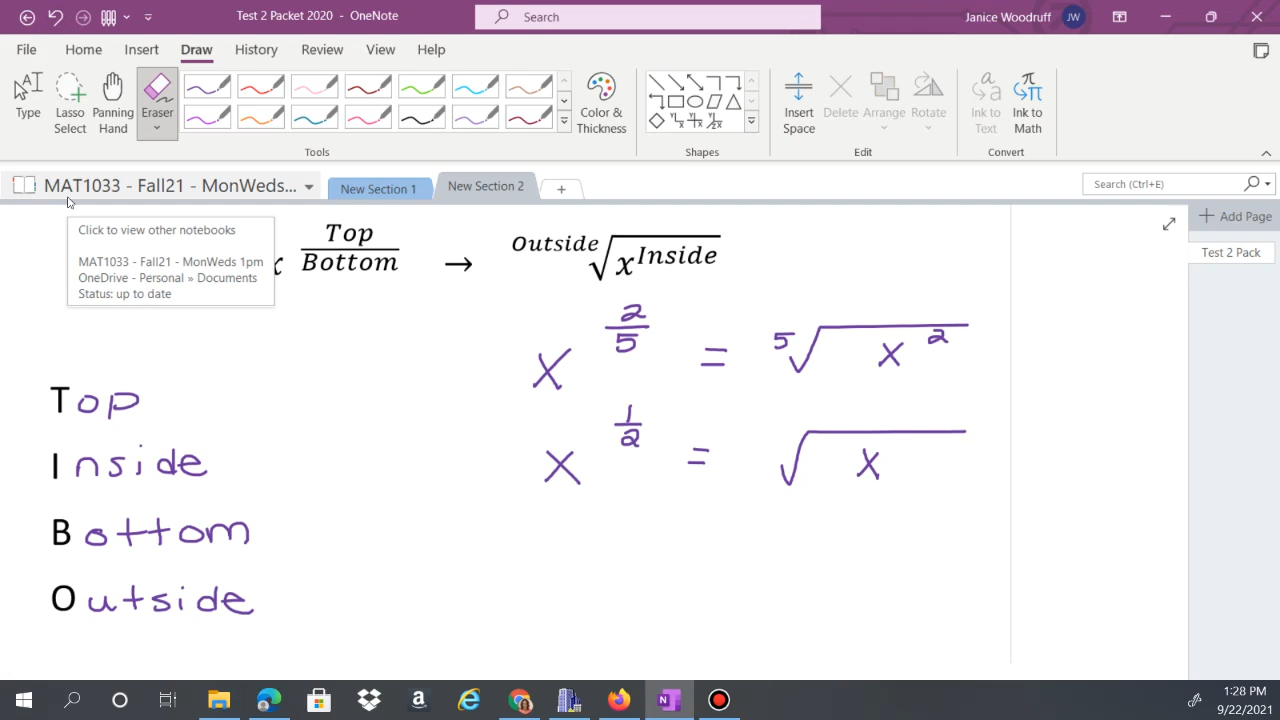 Test 2 Packet 2020 - OneNote
Search
Janice Woodruff JW
File Home Insert Draw History Review View Help
Type
Lasso Select
Panning Hand
Eraser
Color & Thickness
Insert Space
Delete
Arrange
Rotate
Ink to Text
Ink to Math
Tools
Shapes
Edit
Convert
MAT1033 - Fall21 - MonWeds...
New Section 1
New Section 2
+
Search (Ctrl+E)
+ Add Page
Test 2 Pack
Click to view other notebooks
MAT1033 - Fall21 - MonWeds 1pm
OneDrive - Personal » Documents
Status: up to date
x^(Top/Bottom) → Outside√(x^Inside)
x^(2/5) = ⁵√(x²)
x^(1/2) = √x
Top
Inside
Bottom
Outside
1:28 PM
9/22/2021